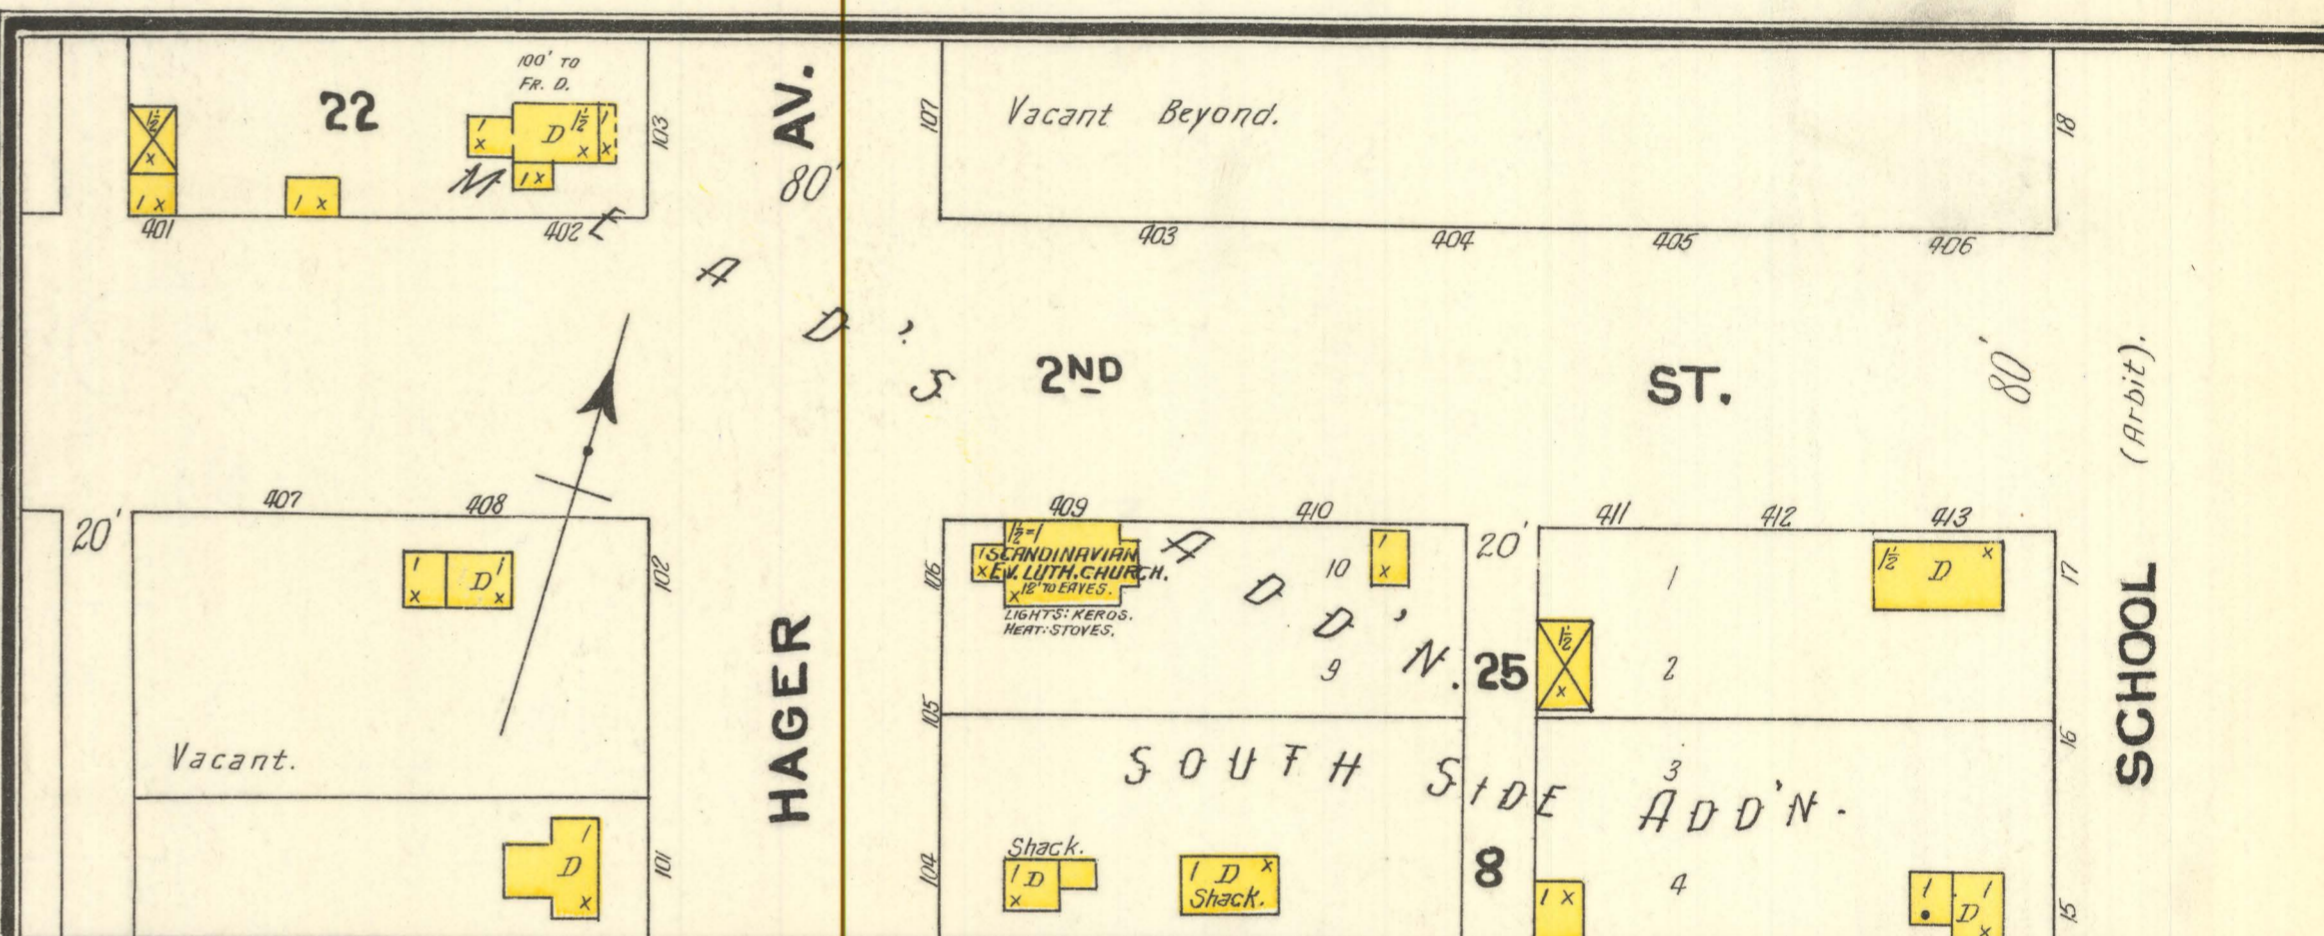 100' TO
FR. D.
22
1½
x
1 x
1 x
1
x
D
1½
x
1
x
1 x
103
401
402
AV.
80'
107
Vacant Beyond.
18
403
404
405
406
MEAD'S
2ND ST.
80'
(Arbit).
20'
407
408
1
x
D
1
x
102
Vacant.
1
D
x
101
HAGER
409
410
1½=1
1
x
SCANDINAVIAN
EV. LUTH. CHURCH.
12' TO EAVES.
x
LIGHTS: KEROS.
HEAT: STOVES.
106
ADD'N.
10
1
x
9
105
20'
25
411
412
413
1
1½
D
x
17
1½
x
2
16
SCHOOL
SOUTH SIDE ADD'N.
3
Shack.
1 D
x
104
1 D x
Shack.
8
1 x
4
1
D
1
x
15